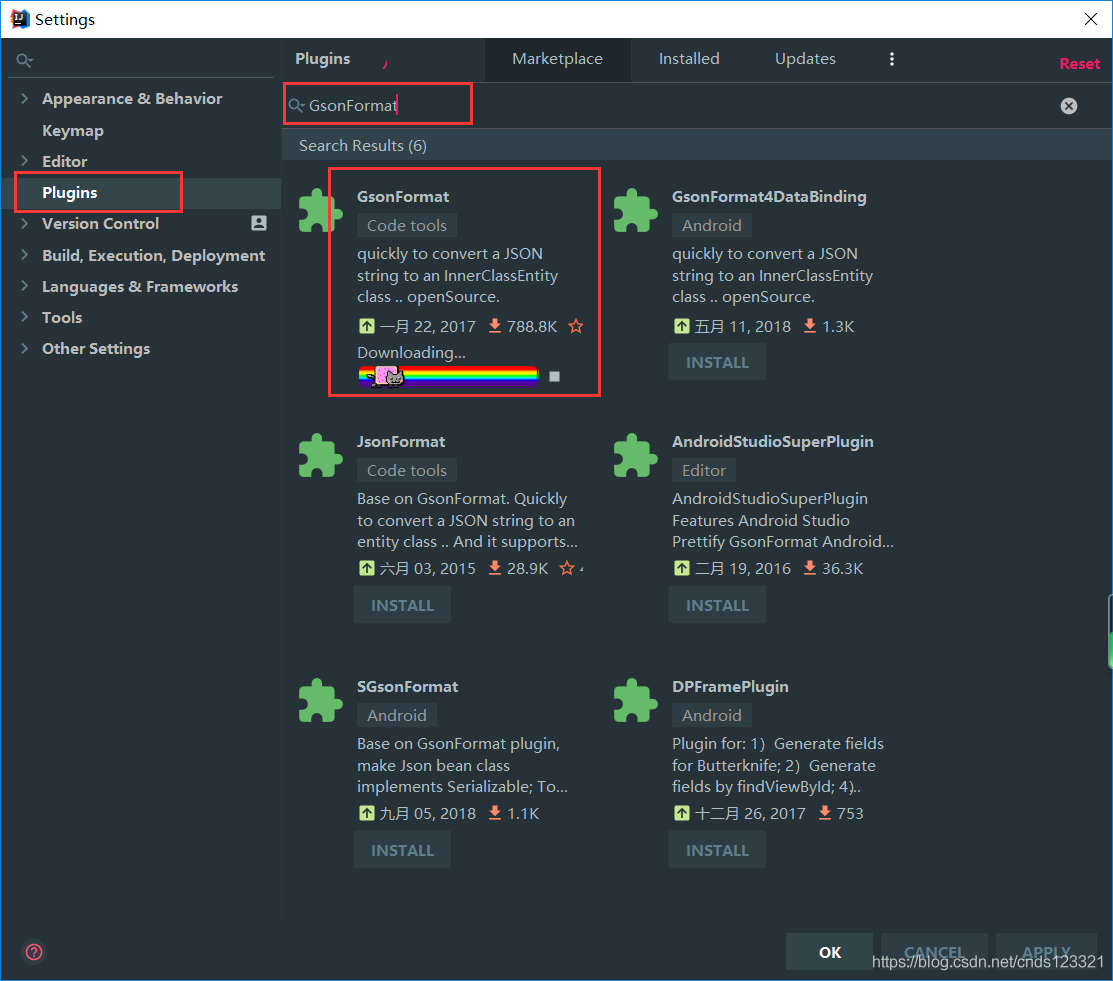 Settings
Plugins
Marketplace
Installed
Updates
Reset
Appearance & Behavior
Keymap
Editor
Plugins
Version Control
Build, Execution, Deployment
Languages & Frameworks
Tools
Other Settings
GsonFormat
Search Results (6)
GsonFormat
Code tools
quickly to convert a JSON
string to an InnerClassEntity
class .. openSource.
一月 22, 2017 788.8K
Downloading...
GsonFormat4DataBinding
Android
quickly to convert a JSON
string to an InnerClassEntity
class .. openSource.
五月 11, 2018 1.3K
INSTALL
JsonFormat
Code tools
Base on GsonFormat. Quickly
to convert a JSON string to an
entity class .. And it supports...
六月 03, 2015 28.9K
INSTALL
AndroidStudioSuperPlugin
Editor
AndroidStudioSuperPlugin
Features Android Studio
Prettify GsonFormat Android...
二月 19, 2016 36.3K
INSTALL
SGsonFormat
Android
Base on GsonFormat plugin,
make Json bean class
implements Serializable; To...
九月 05, 2018 1.1K
INSTALL
DPFramePlugin
Android
Plugin for: 1）Generate fields
for Butterknife; 2）Generate
fields by findViewById; 4)..
十二月 26, 2017 753
INSTALL
OK
CANCEL
APPLY
https://blog.csdn.net/cnds123321